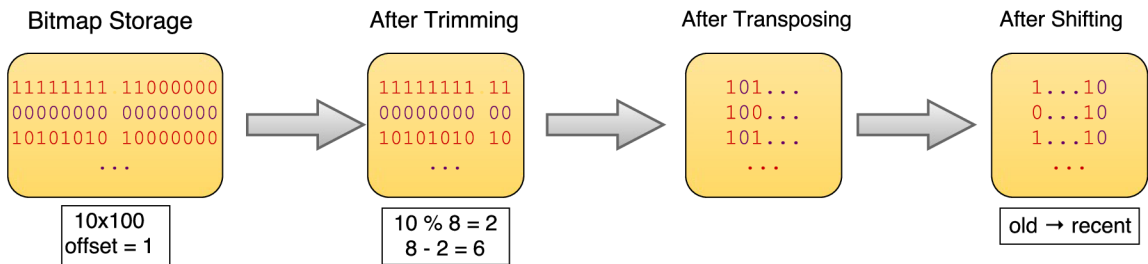 Bitmap Storage
11111111 11000000
00000000 00000000
10101010 10000000
...
10x100
offset = 1
After Trimming
11111111 11
00000000 00
10101010 10
...
10 % 8 = 2
8 - 2 = 6
After Transposing
101...
100...
101...
...
After Shifting
1...10
0...10
1...10
...
old → recent